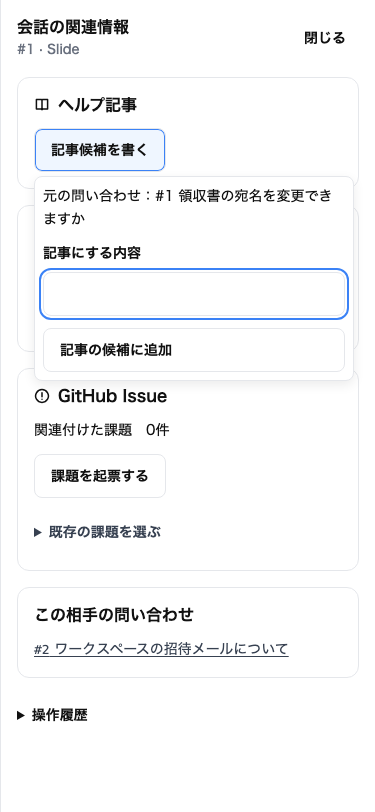 会話の関連情報
#1 · Slide
閉じる
ヘルプ記事
記事候補を書く
元の問い合わせ：#1 領収書の宛名を変更でき
ますか
記事にする内容
記事の候補に追加
GitHub Issue
関連付けた課題　0件
課題を起票する
▶ 既存の課題を選ぶ
この相手の問い合わせ
#2 ワークスペースの招待メールについて
▶ 操作履歴